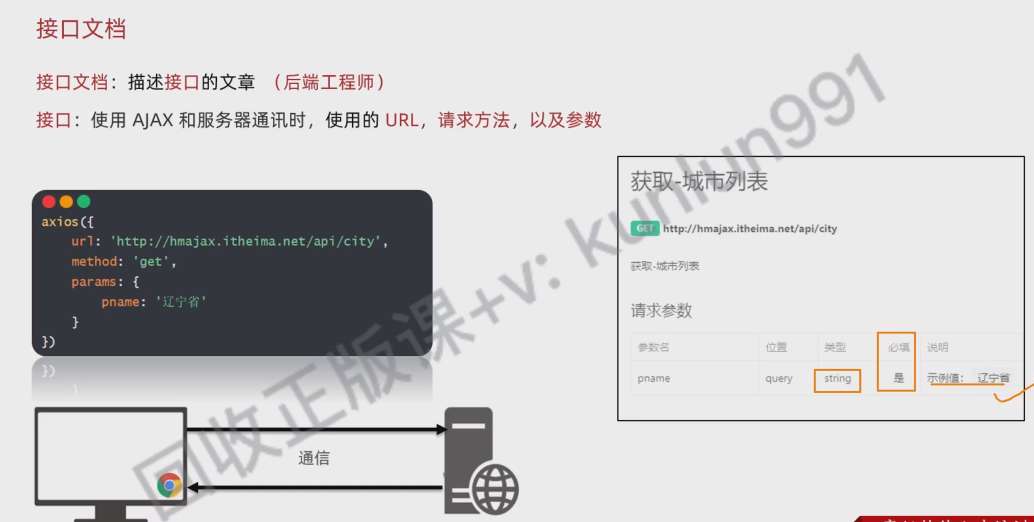 接口文档
接口文档：描述接口的文章 （后端工程师）
接口：使用 AJAX 和服务器通讯时，使用的 URL，请求方法，以及参数
axios({
url: 'http://hmajax.itheima.net/api/city',
method: 'get',
params: {
pname: '辽宁省'
}
})
})
}
通信
获取-城市列表
GET http://hmajax.itheima.net/api/city
获取-城市列表
请求参数
参数名 位置 类型 必填 说明
pname query string 是 示例值： 辽宁省
回收正版课+v: kunlun991